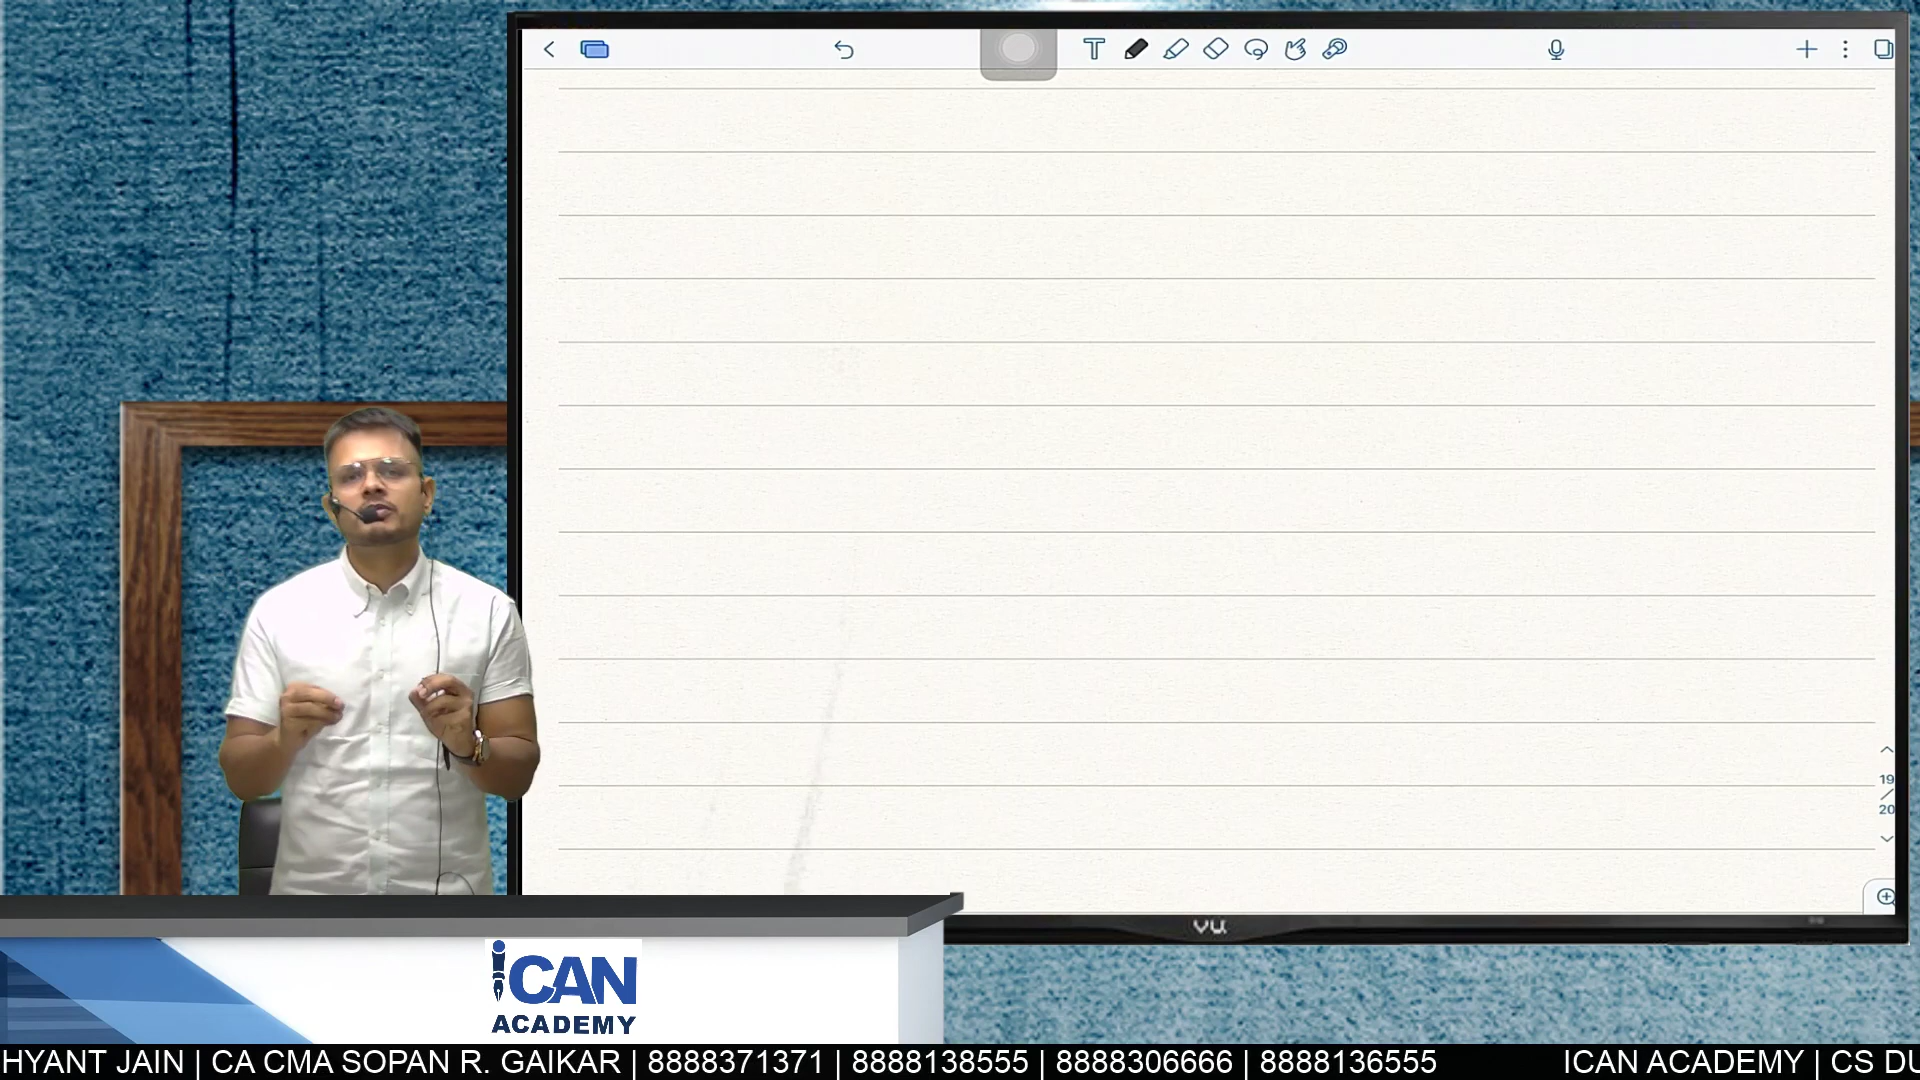 T
19
20
vu
iCAN
ACADEMY
HYANT JAIN | CA CMA SOPAN R. GAIKAR | 8888371371 | 8888138555 | 8888306666 | 8888136555 ICAN ACADEMY | CS DU